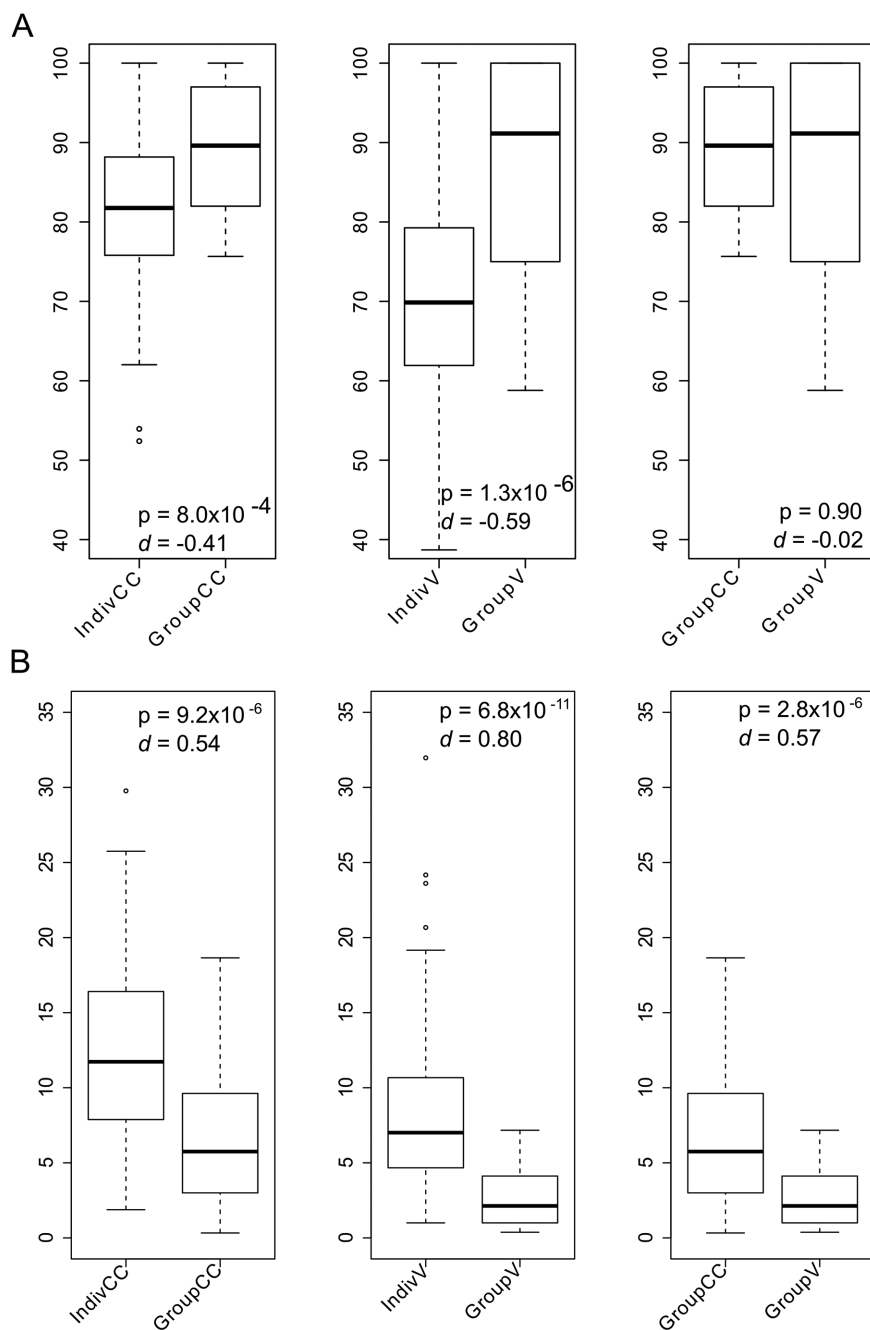 A
100
90
80
70
60
50
40
p = 8.0x10 -4
d = -0.41
IndivCC
GroupCC
100
90
80
70
60
50
40
p = 1.3x10 -6
d = -0.59
IndivV
GroupV
100
90
80
70
60
50
40
p = 0.90
d = -0.02
GroupCC
GroupV
B
35
30
25
20
15
10
5
0
p = 9.2x10 -6
d = 0.54
IndivCC
GroupCC
35
30
25
20
15
10
5
0
p = 6.8x10 -11
d = 0.80
IndivV
GroupV
35
30
25
20
15
10
5
0
p = 2.8x10 -6
d = 0.57
GroupCC
GroupV